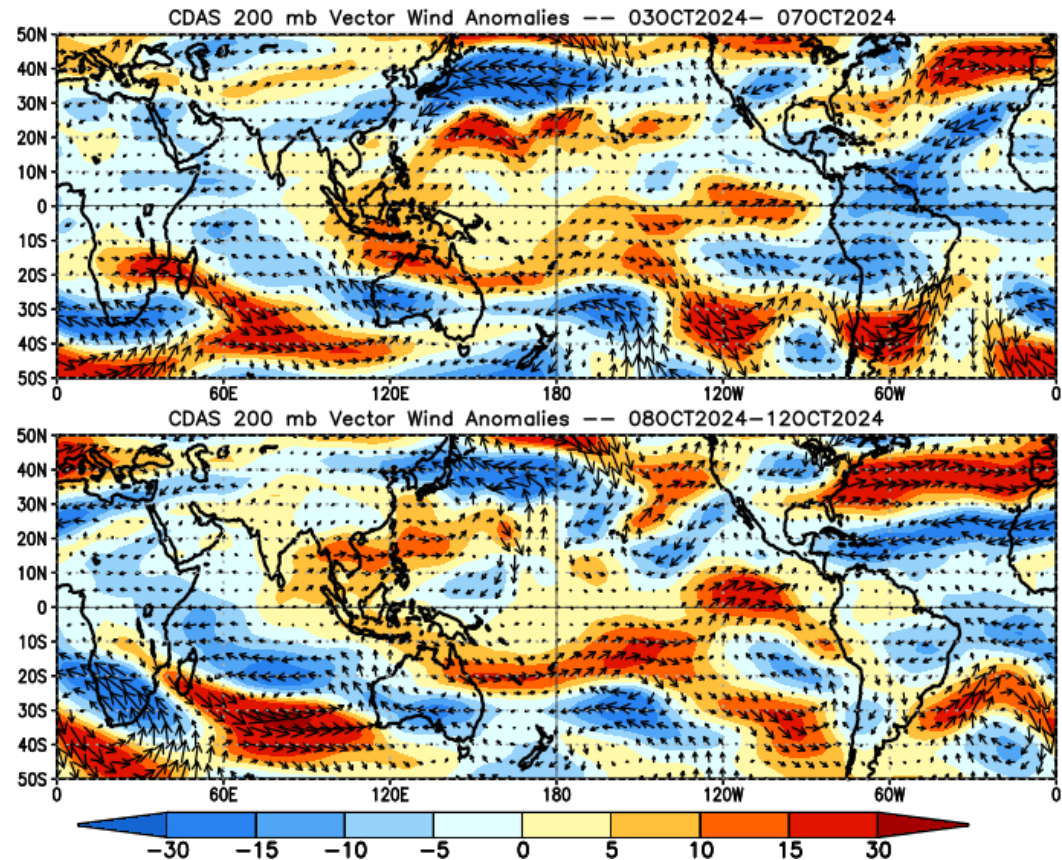 CDAS 200 mb Vector Wind Anomalies -- 03OCT2024- 07OCT2024
50N
40N
30N
20N
10N
0
10S
20S
30S
40S
50S
0 60E 120E 180 120W 60W 0
CDAS 200 mb Vector Wind Anomalies -- 08OCT2024-12OCT2024
50N
40N
30N
20N
10N
0
10S
20S
30S
40S
50S
0 60E 120E 180 120W 60W 0
-30 -15 -10 -5 0 5 10 15 30